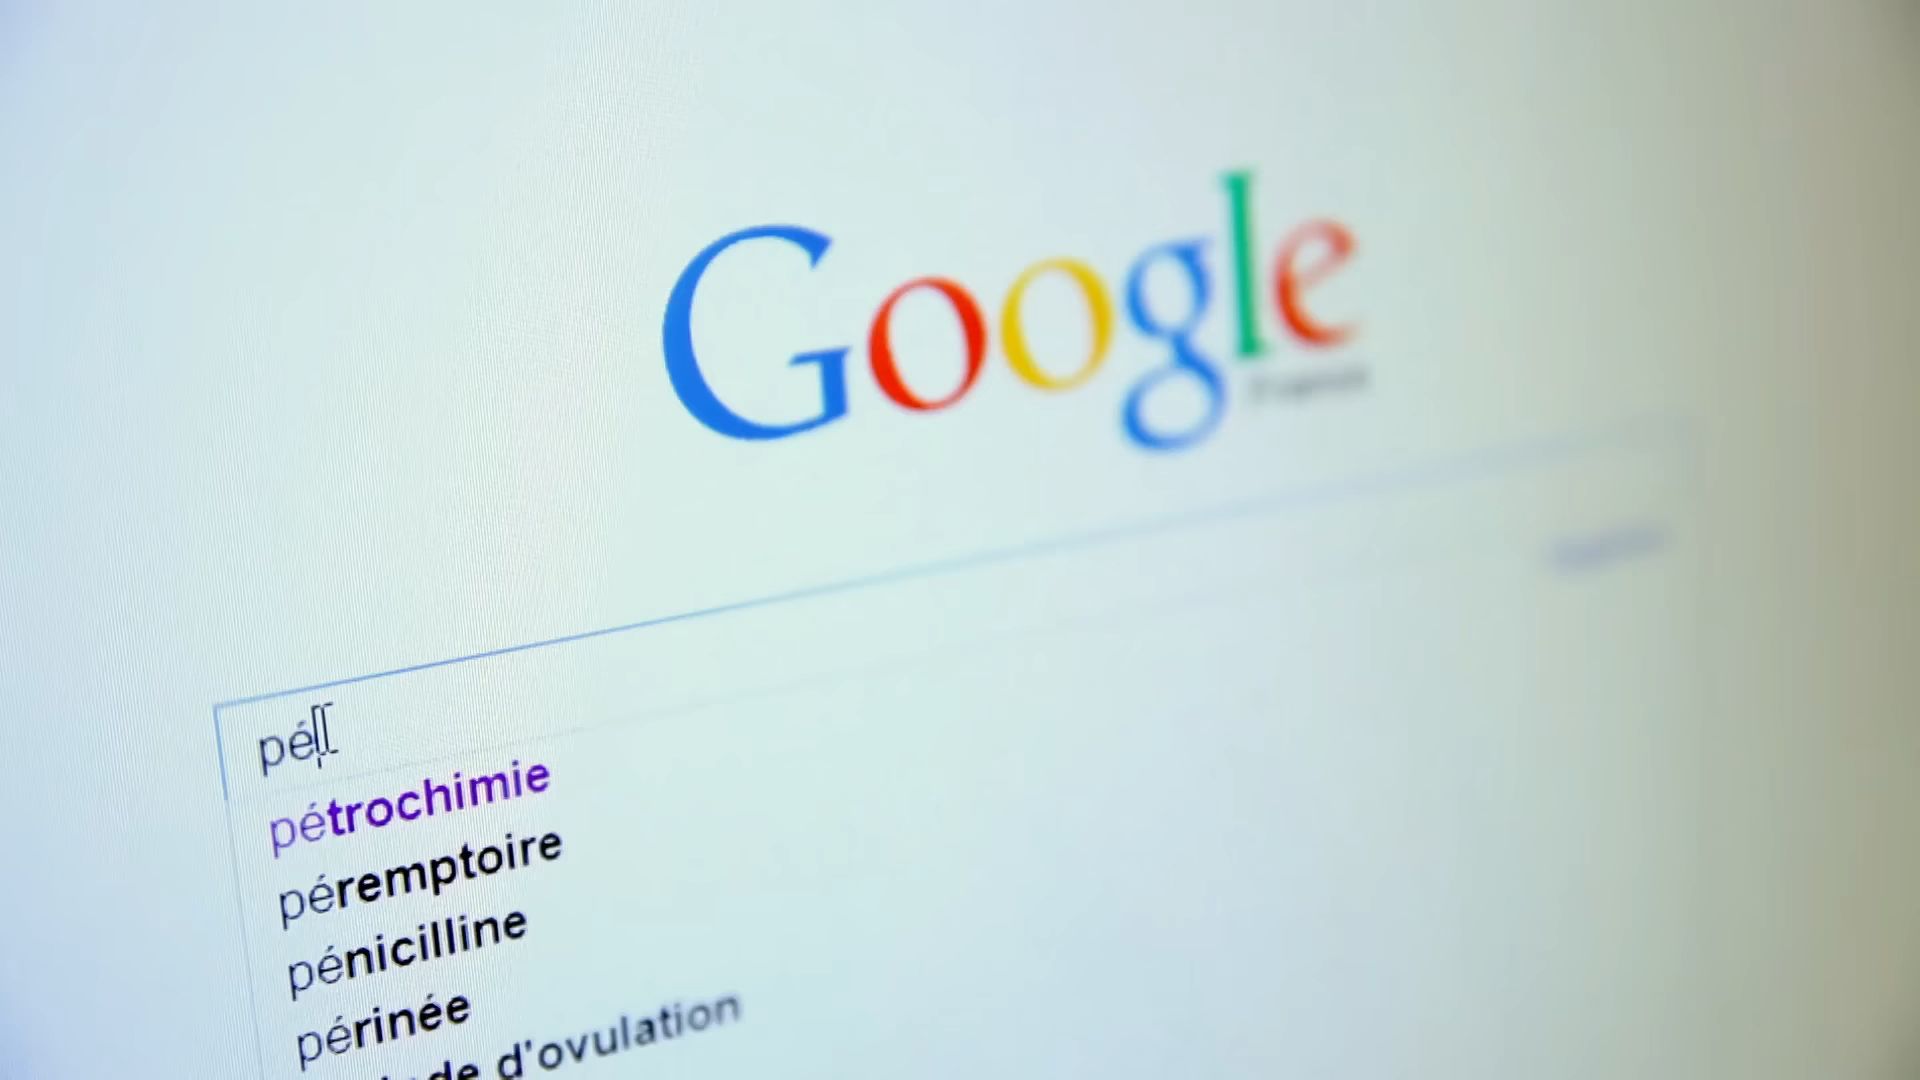 Google
pé
pétrochimie
péremptoire
pénicilline
périnée
d'ovulation